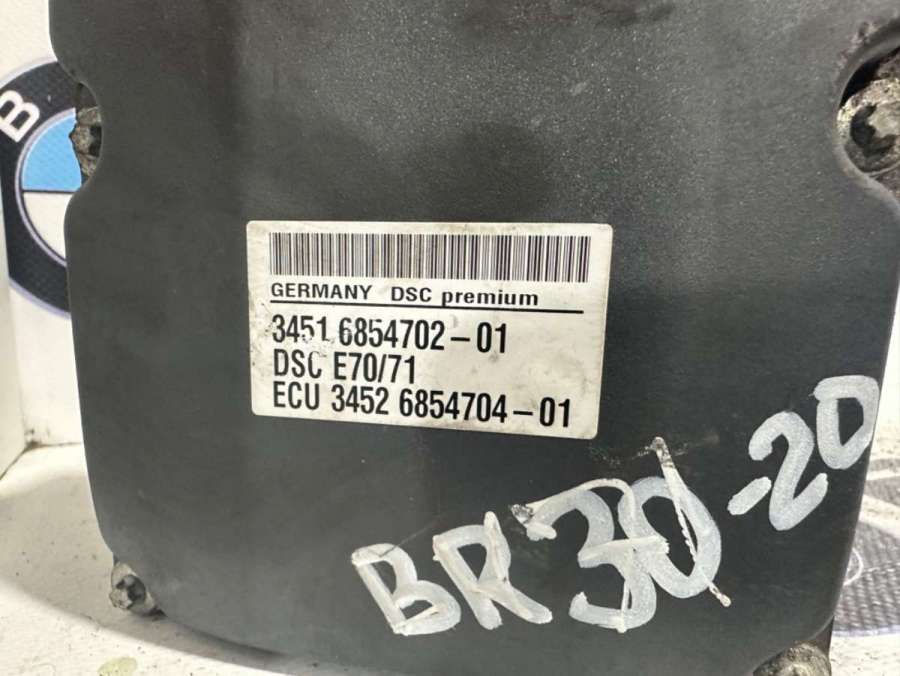 B
GERMANY DSC premium
3451 6854702-01
DSC E70/71
ECU 3452 6854704-01
BR30-20